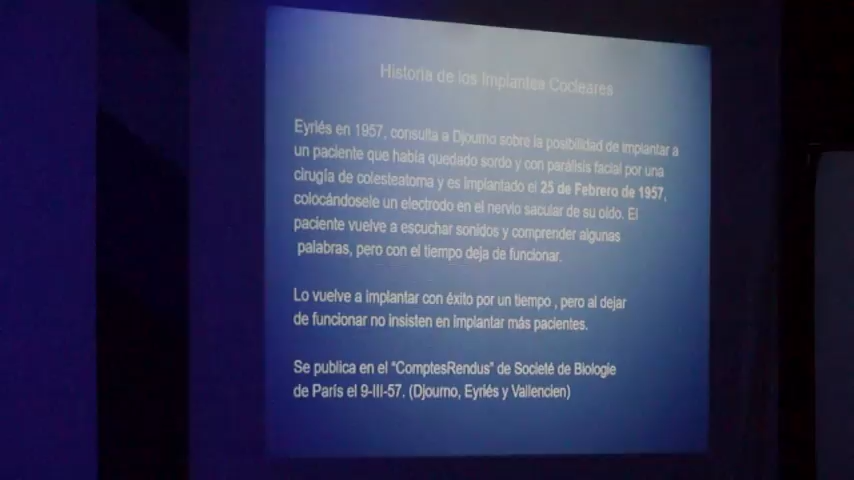 Historia de los Implantes Cocleares
Eyriés en 1957, consulta a Djourno sobre la posibilidad de implantar a
un paciente que había quedado sordo y con parálisis facial por una
cirugía de colesteatoma y es implantado el 25 de Febrero de 1957,
colocándosele un electrodo en el nervio sacular de su oído. El
paciente vuelve a escuchar sonidos y comprender algunas
palabras, pero con el tiempo deja de funcionar.
Lo vuelve a implantar con éxito por un tiempo , pero al dejar
de funcionar no insisten en implantar más pacientes.
Se publica en el “ComptesRendus” de Societé de Biologie
de París el 9-III-57. (Djourno, Eyriés y Vallencien)